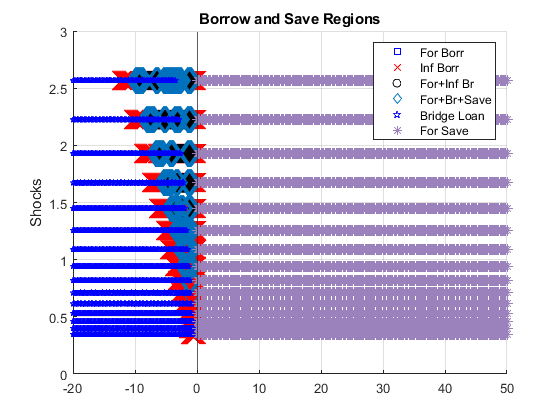 Borrow and Save Regions
3
2.5
2
1.5
1
0.5
0
Shocks
-20
-10
0
10
20
30
40
50
For Borr
Inf Borr
For+Inf Br
For+Br+Save
Bridge Loan
For Save